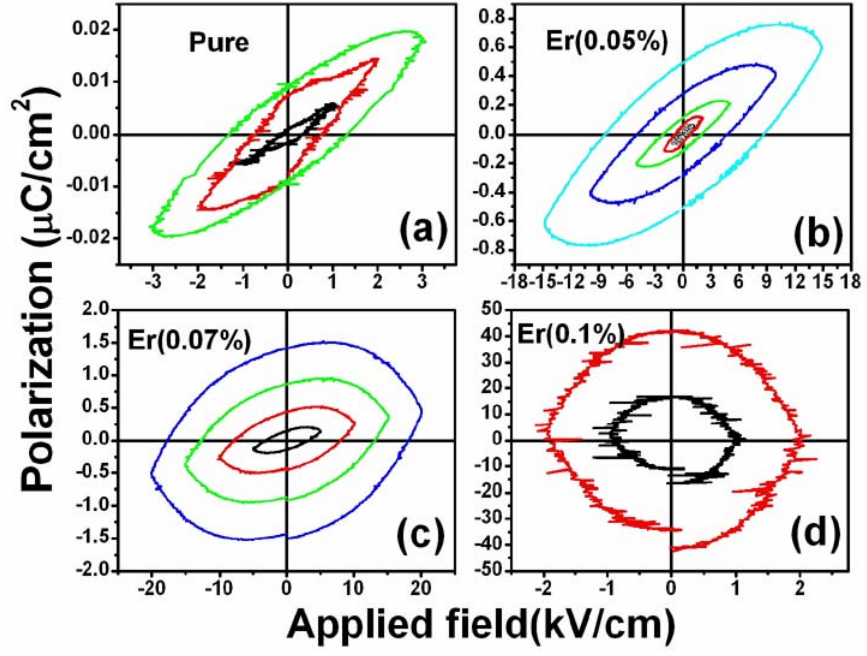 Polarization (μC/cm²)
0.02
0.01
0.00
-0.01
-0.02
Pure
(a)
-3 -2 -1 0 1 2 3
0.8
0.6
0.4
0.2
0.0
-0.2
-0.4
-0.6
-0.8
Er(0.05%)
(b)
-18 -15 -12 -9 -6 -3 0 3 6 9 12 15 18
2.0
1.5
1.0
0.5
0.0
-0.5
-1.0
-1.5
-2.0
Er(0.07%)
(c)
-20 -10 0 10 20
50
40
30
20
10
0
-10
-20
-30
-40
-50
Er(0.1%)
(d)
-2 -1 0 1 2
Applied field(kV/cm)